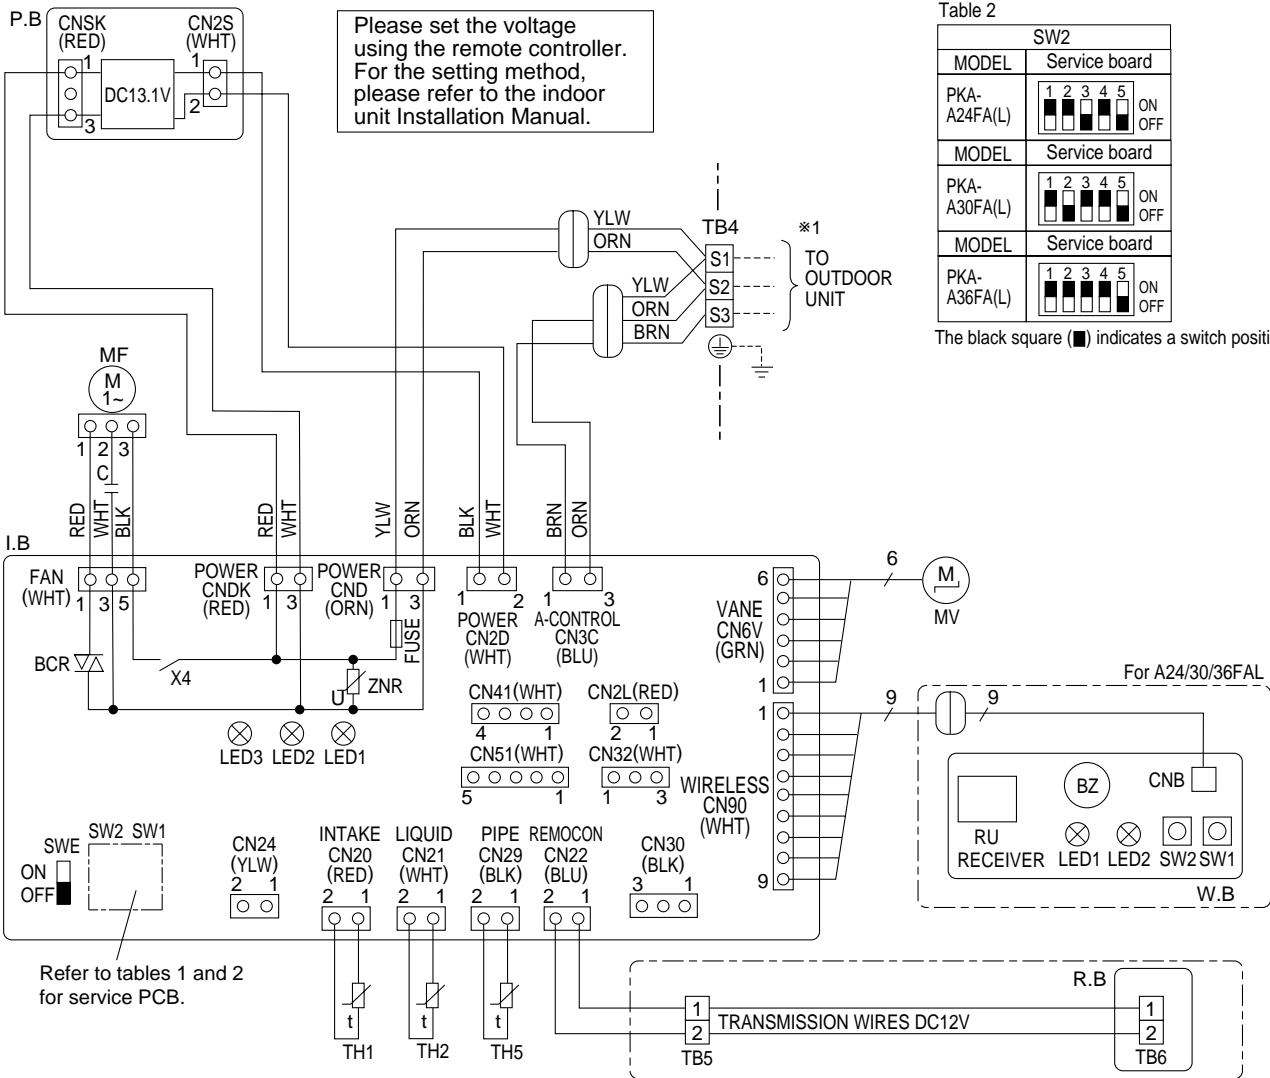 P.B
CNSK
(RED)
CN2S
(WHT)
1
3
1
2
DC13.1V
Please set the voltage
using the remote controller.
For the setting method,
please refer to the indoor
unit Installation Manual.
Table 2
SW2
MODEL Service board
PKA-
A24FA(L)
1 2 3 4 5
ON
OFF
MODEL Service board
PKA-
A30FA(L)
1 2 3 4 5
ON
OFF
MODEL Service board
PKA-
A36FA(L)
1 2 3 4 5
ON
OFF
The black square (■) indicates a switch positi
YLW
ORN
YLW
ORN
BRN
TB4
S1
S2
S3
※1
TO
OUTDOOR
UNIT
MF
M
1~
1 2 3
C
RED
WHT
BLK
RED
WHT
YLW
ORN
BLK
WHT
BRN
ORN
I.B
FAN
(WHT)
1 3 5
POWER
CNDK
(RED)
1 3
POWER
CND
(ORN)
1 3
FUSE
1 2
POWER
CN2D
(WHT)
1 3
A-CONTROL
CN3C
(BLU)
BCR
X4
U
ZNR
LED3 LED2 LED1
CN41(WHT)
4 1
CN2L(RED)
2 1
CN51(WHT)
5 1
CN32(WHT)
1 3
6
VANE
CN6V
(GRN)
1
6
M
MV
1
WIRELESS
CN90
(WHT)
9
9
9
For A24/30/36FAL
CNB
BZ
RU
RECEIVER
LED1 LED2 SW2 SW1
W.B
SWE
ON
OFF
SW2 SW1
CN24
(YLW)
2 1
INTAKE
CN20
(RED)
2 1
LIQUID
CN21
(WHT)
2 1
PIPE
CN29
(BLK)
2 1
REMOCON
CN22
(BLU)
2 1
CN30
(BLK)
3 1
Refer to tables 1 and 2
for service PCB.
t
TH1
t
TH2
t
TH5
R.B
1
2
TB5
TRANSMISSION WIRES DC12V
1
2
TB6